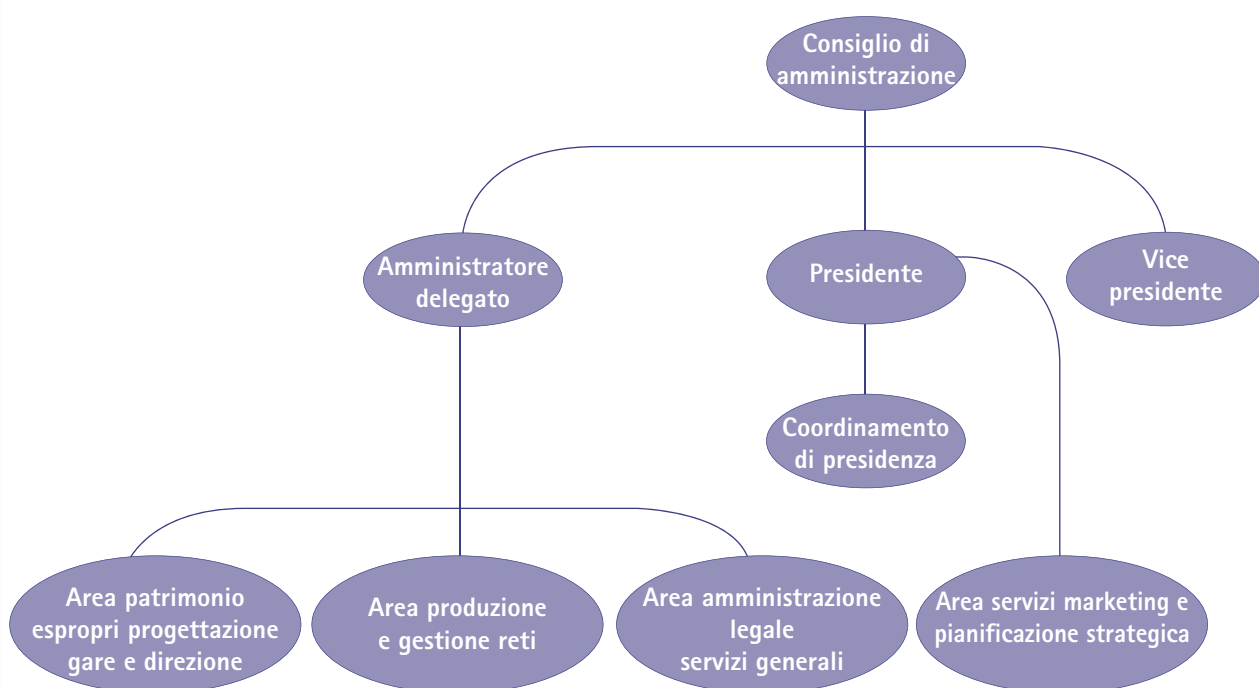 Consiglio di
amministrazione
Amministratore
delegato
Presidente
Vice
presidente
Coordinamento
di presidenza
Area patrimonio
espropri progettazione
gare e direzione
Area produzione
e gestione reti
Area amministrazione
legale
servizi generali
Area servizi marketing e
pianificazione strategica